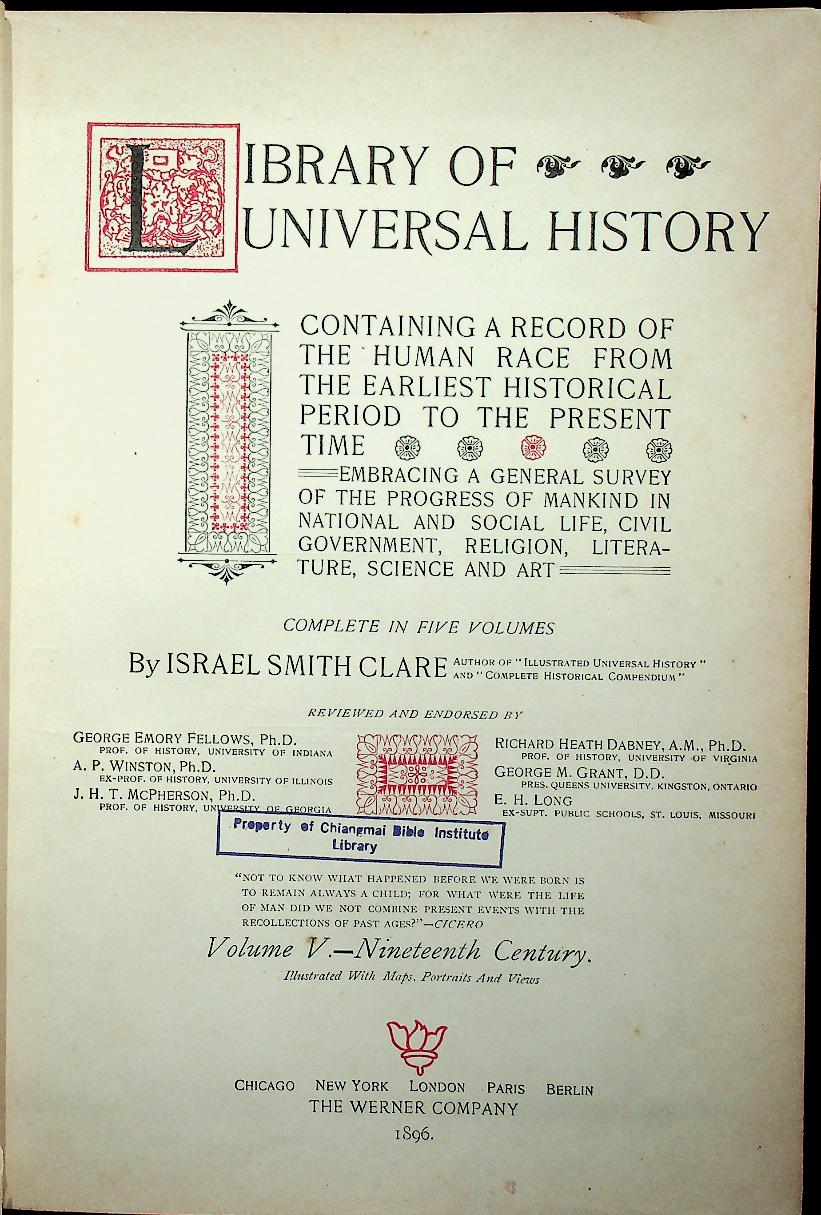 LIBRARY OF
UNIVERSAL HISTORY
CONTAINING A RECORD OF
THE HUMAN RACE FROM
THE EARLIEST HISTORICAL
PERIOD TO THE PRESENT
TIME
EMBRACING A GENERAL SURVEY
OF THE PROGRESS OF MANKIND IN
NATIONAL AND SOCIAL LIFE, CIVIL
GOVERNMENT, RELIGION, LITERA-
TURE, SCIENCE AND ART
COMPLETE IN FIVE VOLUMES
By ISRAEL SMITH CLARE AUTHOR OF "ILLUSTRATED UNIVERSAL HISTORY"
AND "COMPLETE HISTORICAL COMPENDIUM"
REVIEWED AND ENDORSED BY
GEORGE EMORY FELLOWS, Ph.D.
PROF. OF HISTORY, UNIVERSITY OF INDIANA
A. P. WINSTON, Ph.D.
EX-PROF. OF HISTORY, UNIVERSITY OF ILLINOIS
J. H. T. McPHERSON, Ph.D.
PROF. OF HISTORY, UNIVERSITY OF GEORGIA
RICHARD HEATH DABNEY, A.M., Ph.D.
PROF. OF HISTORY, UNIVERSITY OF VIRGINIA
GEORGE M. GRANT, D.D.
PRES. QUEENS UNIVERSITY, KINGSTON, ONTARIO
E. H. LONG
EX-SUPT. PUBLIC SCHOOLS, ST. LOUIS, MISSOURI
Property of Chiangmai Bible Institute
Library
"NOT TO KNOW WHAT HAPPENED BEFORE WE WERE BORN IS
TO REMAIN ALWAYS A CHILD; FOR WHAT WERE THE LIFE
OF MAN DID WE NOT COMBINE PRESENT EVENTS WITH THE
RECOLLECTIONS OF PAST AGES?"—CICERO
Volume V.—Nineteenth Century.
Illustrated With Maps, Portraits And Views
CHICAGO NEW YORK LONDON PARIS BERLIN
THE WERNER COMPANY
1896.